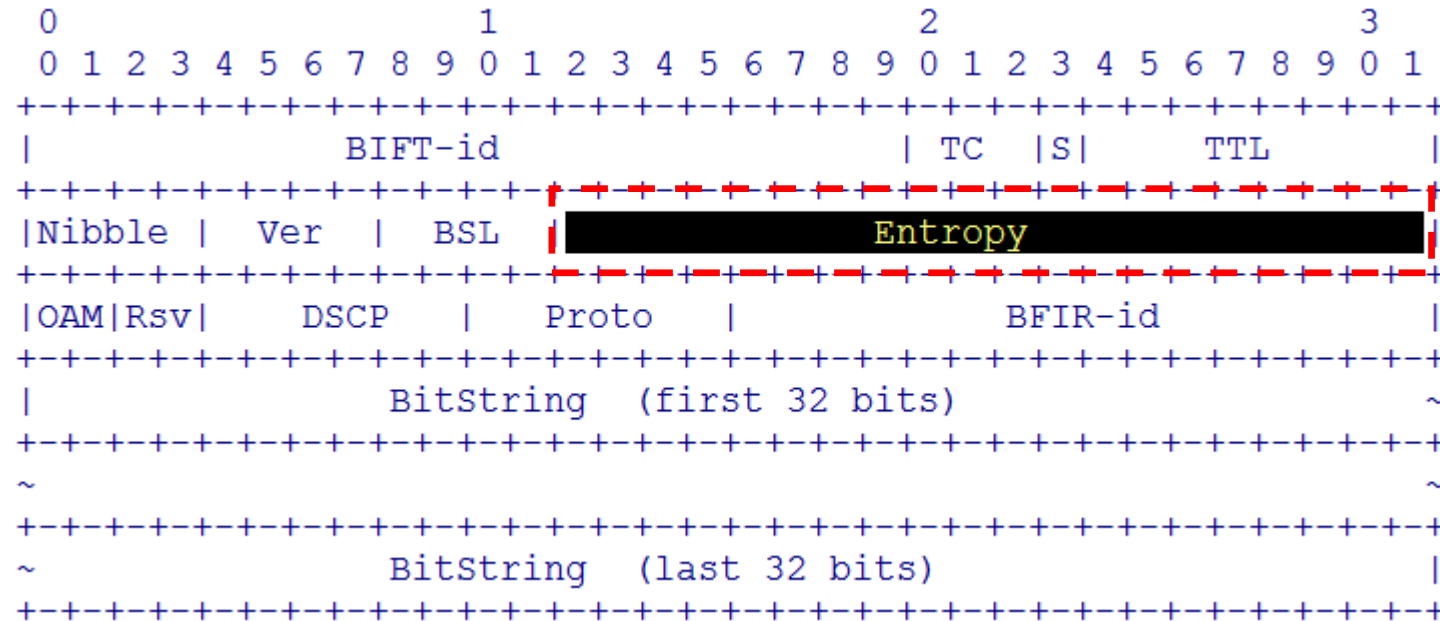 0                   1                   2                   3
 0 1 2 3 4 5 6 7 8 9 0 1 2 3 4 5 6 7 8 9 0 1 2 3 4 5 6 7 8 9 0 1
+-+-+-+-+-+-+-+-+-+-+-+-+-+-+-+-+-+-+-+-+-+-+-+-+-+-+-+-+-+-+-+-+
|              BIFT-id                  | TC  |S|     TTL       |
+-+-+-+-+-+-+-+-+-+-+-+-+-+-+-+-+-+-+-+-+-+-+-+-+-+-+-+-+-+-+-+-+
|Nibble |  Ver  |  BSL  |              Entropy                  |
+-+-+-+-+-+-+-+-+-+-+-+-+-+-+-+-+-+-+-+-+-+-+-+-+-+-+-+-+-+-+-+-+
|OAM|Rsv|    DSCP   |   Proto   |            BFIR-id            |
+-+-+-+-+-+-+-+-+-+-+-+-+-+-+-+-+-+-+-+-+-+-+-+-+-+-+-+-+-+-+-+-+
|                BitString  (first 32 bits)                     ~
+-+-+-+-+-+-+-+-+-+-+-+-+-+-+-+-+-+-+-+-+-+-+-+-+-+-+-+-+-+-+-+-+
~                                                               ~
+-+-+-+-+-+-+-+-+-+-+-+-+-+-+-+-+-+-+-+-+-+-+-+-+-+-+-+-+-+-+-+-+
~                BitString  (last 32 bits)                      |
+-+-+-+-+-+-+-+-+-+-+-+-+-+-+-+-+-+-+-+-+-+-+-+-+-+-+-+-+-+-+-+-+